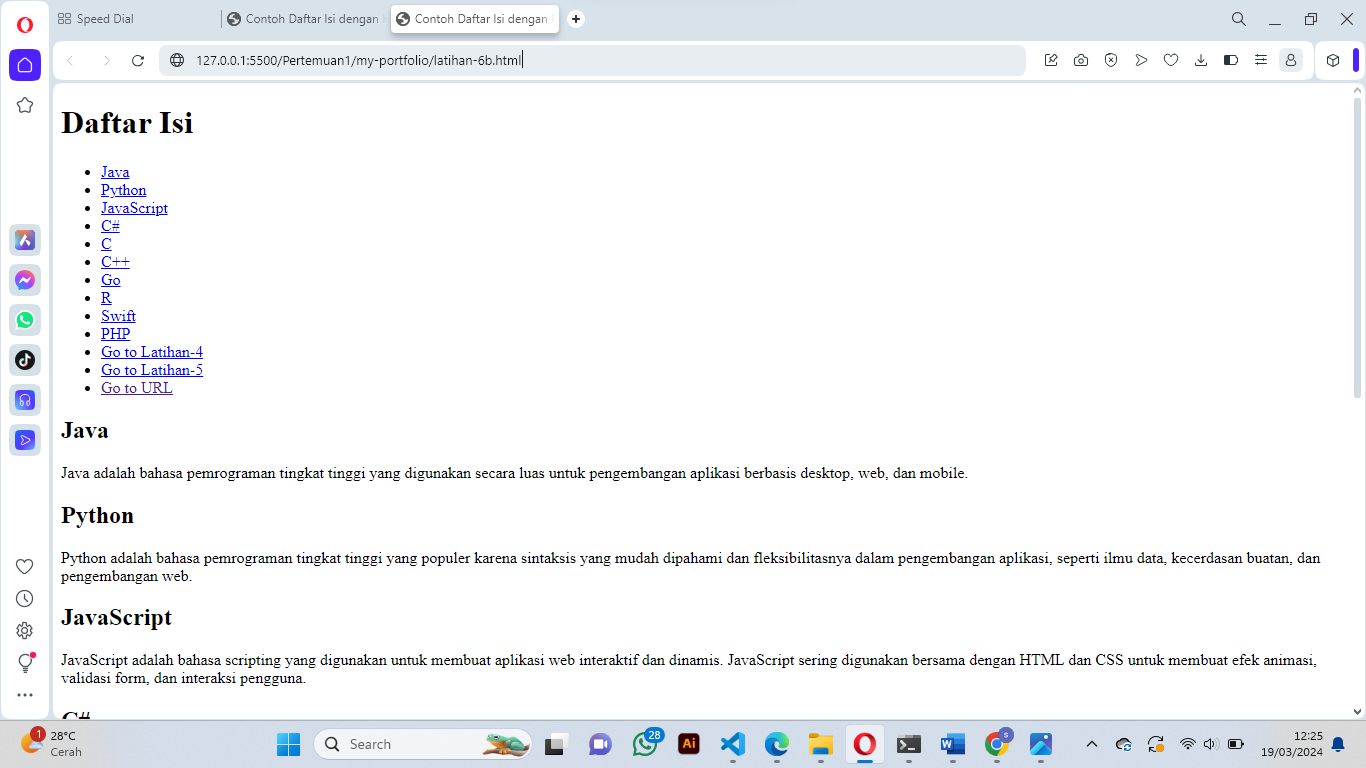 Speed Dial
Contoh Daftar Isi dengan
Contoh Daftar Isi dengan
127.0.0.1:5500/Pertemuan1/my-portfolio/latihan-6b.html
Daftar Isi
Java
Python
JavaScript
C#
C
C++
Go
R
Swift
PHP
Go to Latihan-4
Go to Latihan-5
Go to URL
Java
Java adalah bahasa pemrograman tingkat tinggi yang digunakan secara luas untuk pengembangan aplikasi berbasis desktop, web, dan mobile.
Python
Python adalah bahasa pemrograman tingkat tinggi yang populer karena sintaksis yang mudah dipahami dan fleksibilitasnya dalam pengembangan aplikasi, seperti ilmu data, kecerdasan buatan, dan
pengembangan web.
JavaScript
JavaScript adalah bahasa scripting yang digunakan untuk membuat aplikasi web interaktif dan dinamis. JavaScript sering digunakan bersama dengan HTML dan CSS untuk membuat efek animasi,
validasi form, dan interaksi pengguna.
C#
1
28°C
Cerah
Search
28
Ai
S
12:25
19/03/2024